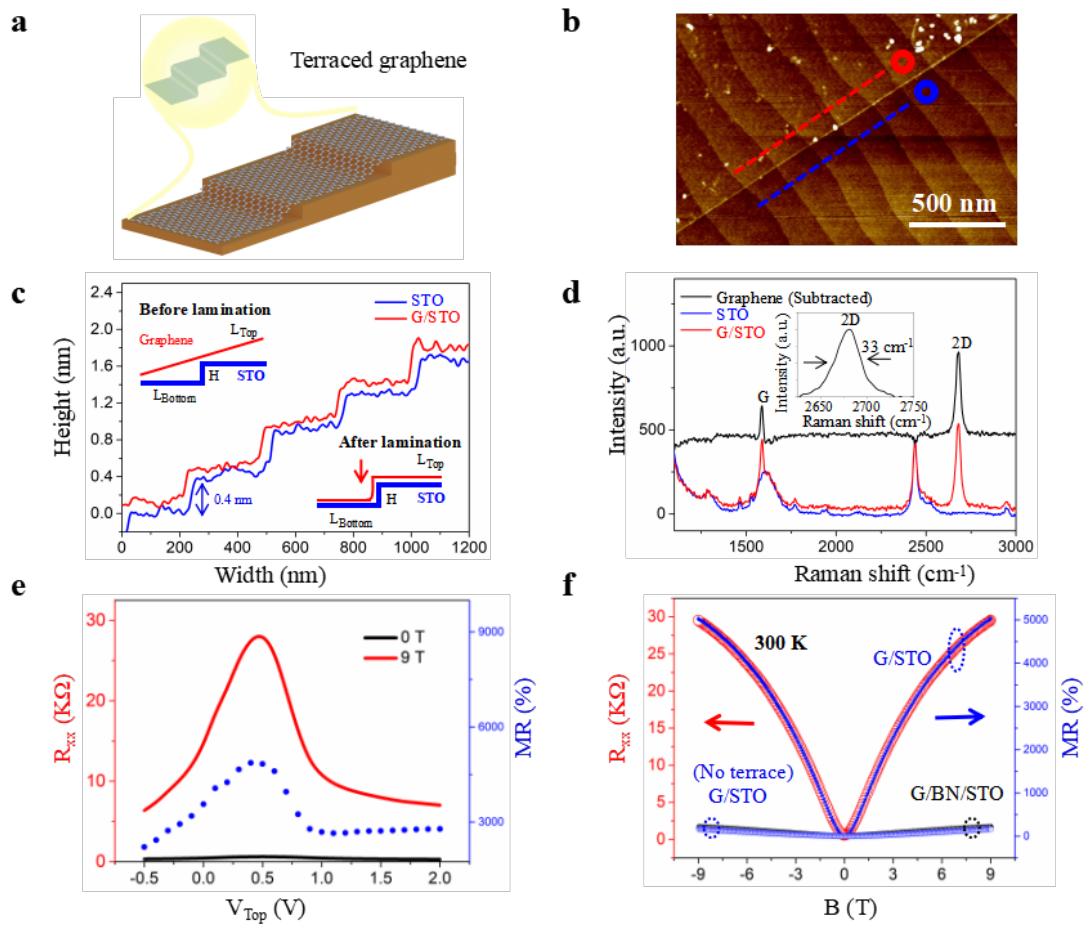 a
Terraced graphene
b
500 nm
c
Before lamination
Graphene
L_Top
H
STO
L_Bottom
STO
G/STO
After lamination
L_Top
H
STO
L_Bottom
0.4 nm
2.4
2.0
1.6
1.2
0.8
0.4
0.0
Height (nm)
0 200 400 600 800 1000 1200
Width (nm)
d
Graphene (Subtracted)
STO
G/STO
2D
33 cm-1
Intensity (a.u.)
2650 2700 2750
Raman shift (cm-1)
G
2D
1000
500
0
Intensity (a.u.)
1500 2000 2500 3000
Raman shift (cm-1)
e
0 T
9 T
30
20
10
0
Rxx (KΩ)
9000
6000
3000
MR (%)
-0.5 0.0 0.5 1.0 1.5 2.0
V_Top (V)
f
300 K
G/STO
(No terrace)
G/STO
G/BN/STO
30
25
20
15
10
5
0
Rxx (KΩ)
5000
4000
3000
2000
1000
0
MR (%)
-9 -6 -3 0 3 6 9
B (T)